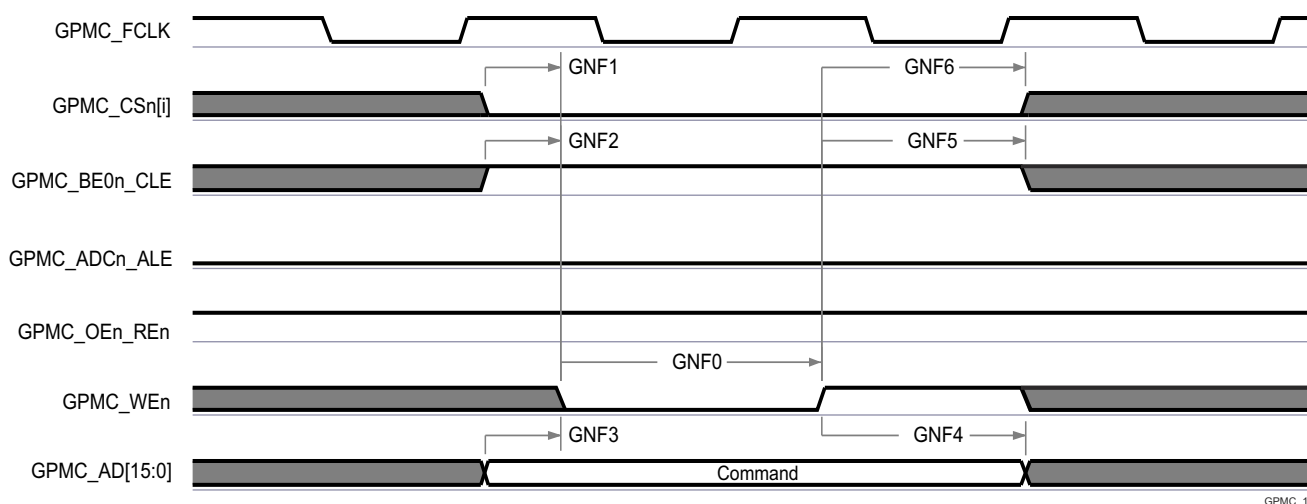 GPMC_FCLK
GNF1
GNF6
GPMC_CSn[i]
GNF2
GNF5
GPMC_BE0n_CLE
GPMC_ADCn_ALE
GPMC_OEn_REn
GNF0
GPMC_WEn
GNF3
GNF4
GPMC_AD[15:0]
Command